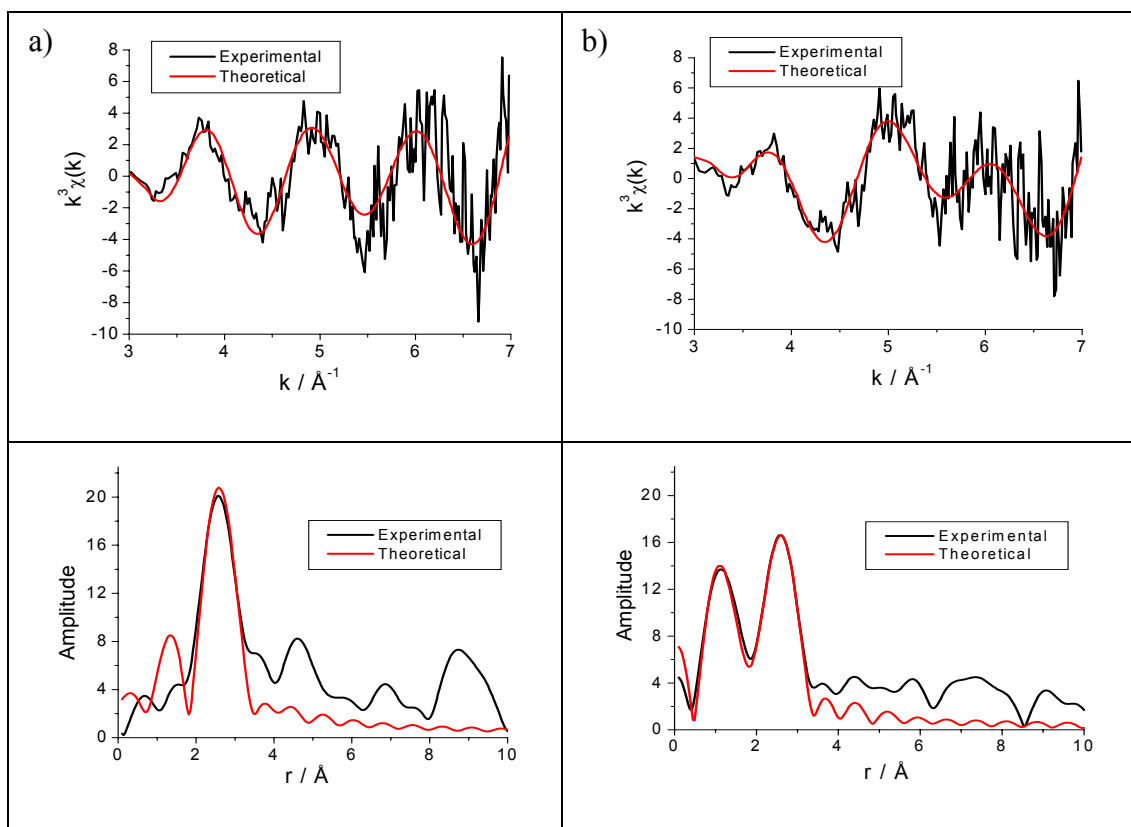 a)
Experimental
Theoretical
8
6
4
2
0
-2
-4
-6
-8
-10
k³χ(k)
3 4 5 6 7
k / Å⁻¹
b)
Experimental
Theoretical
8
6
4
2
0
-2
-4
-6
-8
-10
k³χ(k)
3 4 5 6 7
k / Å⁻¹
Experimental
Theoretical
20
16
12
8
4
0
Amplitude
0 2 4 6 8 10
r / Å
Experimental
Theoretical
20
16
12
8
4
0
Amplitude
0 2 4 6 8 10
r / Å